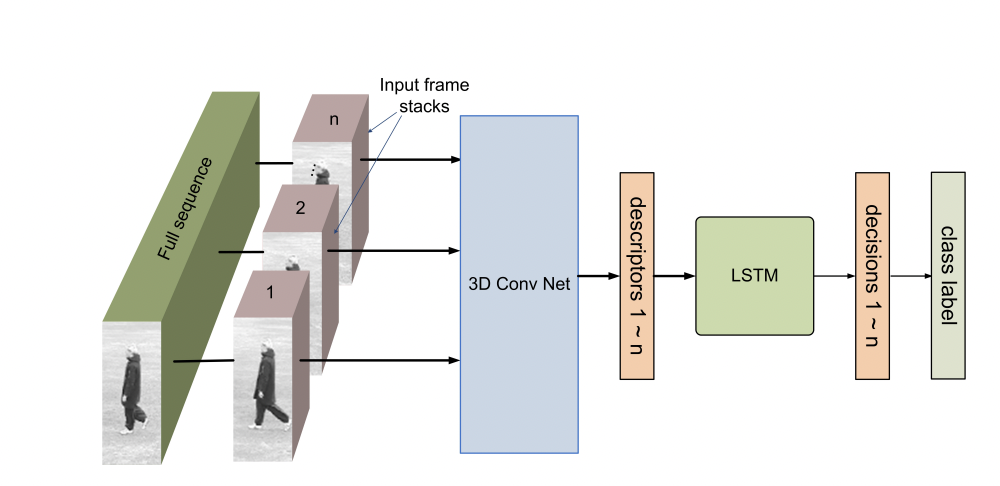 Input frame
stacks
Full sequence
n
2
1
3D Conv Net
descriptors 1 ~ n
LSTM
decisions 1 ~ n
class label